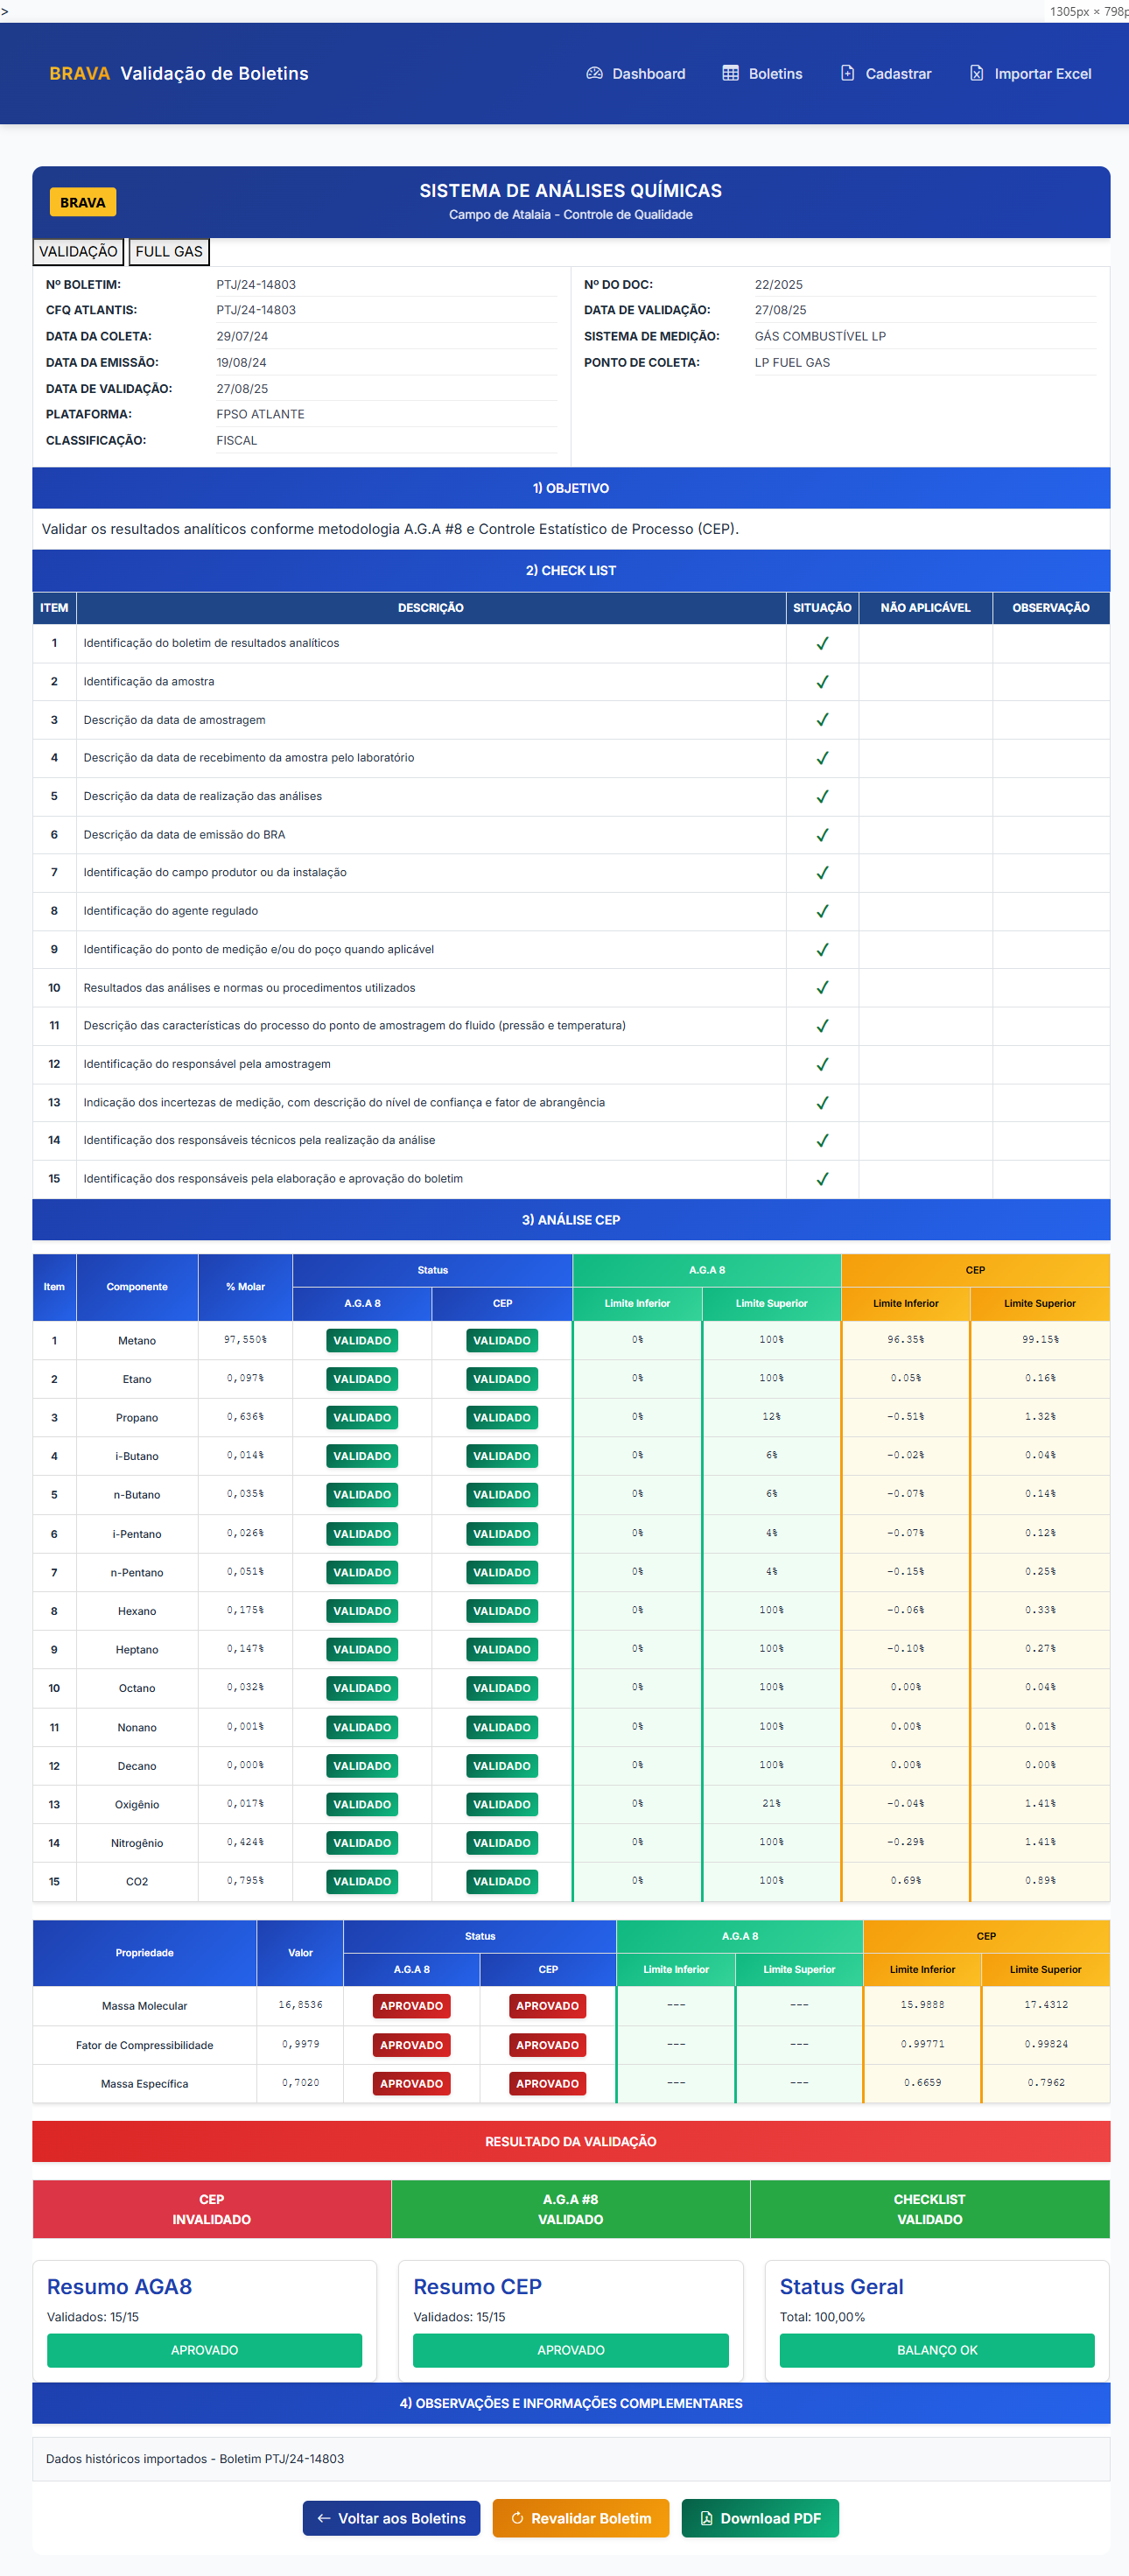 >
1305px × 798p
BRAVA Validação de Boletins
Dashboard
Boletins
Cadastrar
Importar Excel
BRAVA
SISTEMA DE ANÁLISES QUÍMICAS
Campo de Atalaia - Controle de Qualidade
VALIDAÇÃO FULL GAS
Nº BOLETIM: PTJ/24-14803
CFQ ATLANTIS: PTJ/24-14803
DATA DA COLETA: 29/07/24
DATA DA EMISSÃO: 19/08/24
DATA DE VALIDAÇÃO: 27/08/25
PLATAFORMA: FPSO ATLANTE
CLASSIFICAÇÃO: FISCAL
Nº DO DOC: 22/2025
DATA DE VALIDAÇÃO: 27/08/25
SISTEMA DE MEDIÇÃO: GÁS COMBUSTÍVEL LP
PONTO DE COLETA: LP FUEL GAS
1) OBJETIVO
Validar os resultados analíticos conforme metodologia A.G.A #8 e Controle Estatístico de Processo (CEP).
2) CHECK LIST
ITEM DESCRIÇÃO SITUAÇÃO NÃO APLICÁVEL OBSERVAÇÃO
1 Identificação do boletim de resultados analíticos ✓
2 Identificação da amostra ✓
3 Descrição da data de amostragem ✓
4 Descrição da data de recebimento da amostra pelo laboratório ✓
5 Descrição da data de realização das análises ✓
6 Descrição da data de emissão do BRA ✓
7 Identificação do campo produtor ou da instalação ✓
8 Identificação do agente regulado ✓
9 Identificação do ponto de medição e/ou do poço quando aplicável ✓
10 Resultados das análises e normas ou procedimentos utilizados ✓
11 Descrição das características do processo do ponto de amostragem do fluido (pressão e temperatura) ✓
12 Identificação do responsável pela amostragem ✓
13 Indicação dos incertezas de medição, com descrição do nível de confiança e fator de abrangência ✓
14 Identificação dos responsáveis técnicos pela realização da análise ✓
15 Identificação dos responsáveis pela elaboração e aprovação do boletim ✓
3) ANÁLISE CEP
Item Componente % Molar Status A.G.A 8 CEP
A.G.A 8 CEP Limite Inferior Limite Superior Limite Inferior Limite Superior
1 Metano 97,550% VALIDADO VALIDADO 0% 100% 96.35% 99.15%
2 Etano 0,097% VALIDADO VALIDADO 0% 100% 0.05% 0.16%
3 Propano 0,636% VALIDADO VALIDADO 0% 12% -0.51% 1.32%
4 i-Butano 0,014% VALIDADO VALIDADO 0% 6% -0.02% 0.04%
5 n-Butano 0,035% VALIDADO VALIDADO 0% 6% -0.07% 0.14%
6 i-Pentano 0,026% VALIDADO VALIDADO 0% 4% -0.07% 0.12%
7 n-Pentano 0,051% VALIDADO VALIDADO 0% 4% -0.15% 0.25%
8 Hexano 0,175% VALIDADO VALIDADO 0% 100% -0.06% 0.33%
9 Heptano 0,147% VALIDADO VALIDADO 0% 100% -0.10% 0.27%
10 Octano 0,032% VALIDADO VALIDADO 0% 100% 0.00% 0.04%
11 Nonano 0,001% VALIDADO VALIDADO 0% 100% 0.00% 0.01%
12 Decano 0,000% VALIDADO VALIDADO 0% 100% 0.00% 0.00%
13 Oxigênio 0,017% VALIDADO VALIDADO 0% 21% -0.04% 1.41%
14 Nitrogênio 0,424% VALIDADO VALIDADO 0% 100% -0.29% 1.41%
15 CO2 0,795% VALIDADO VALIDADO 0% 100% 0.69% 0.89%
Propriedade Valor Status A.G.A 8 CEP
A.G.A 8 CEP Limite Inferior Limite Superior Limite Inferior Limite Superior
Massa Molecular 16,8536 APROVADO APROVADO --- --- 15.9888 17.4312
Fator de Compressibilidade 0,9979 APROVADO APROVADO --- --- 0.99771 0.99824
Massa Específica 0,7020 APROVADO APROVADO --- --- 0.6659 0.7962
RESULTADO DA VALIDAÇÃO
CEP
INVALIDADO
A.G.A #8
VALIDADO
CHECKLIST
VALIDADO
Resumo AGA8
Validados: 15/15
APROVADO
Resumo CEP
Validados: 15/15
APROVADO
Status Geral
Total: 100,00%
BALANÇO OK
4) OBSERVAÇÕES E INFORMAÇÕES COMPLEMENTARES
Dados históricos importados - Boletim PTJ/24-14803
← Voltar aos Boletins
Revalidar Boletim
Download PDF